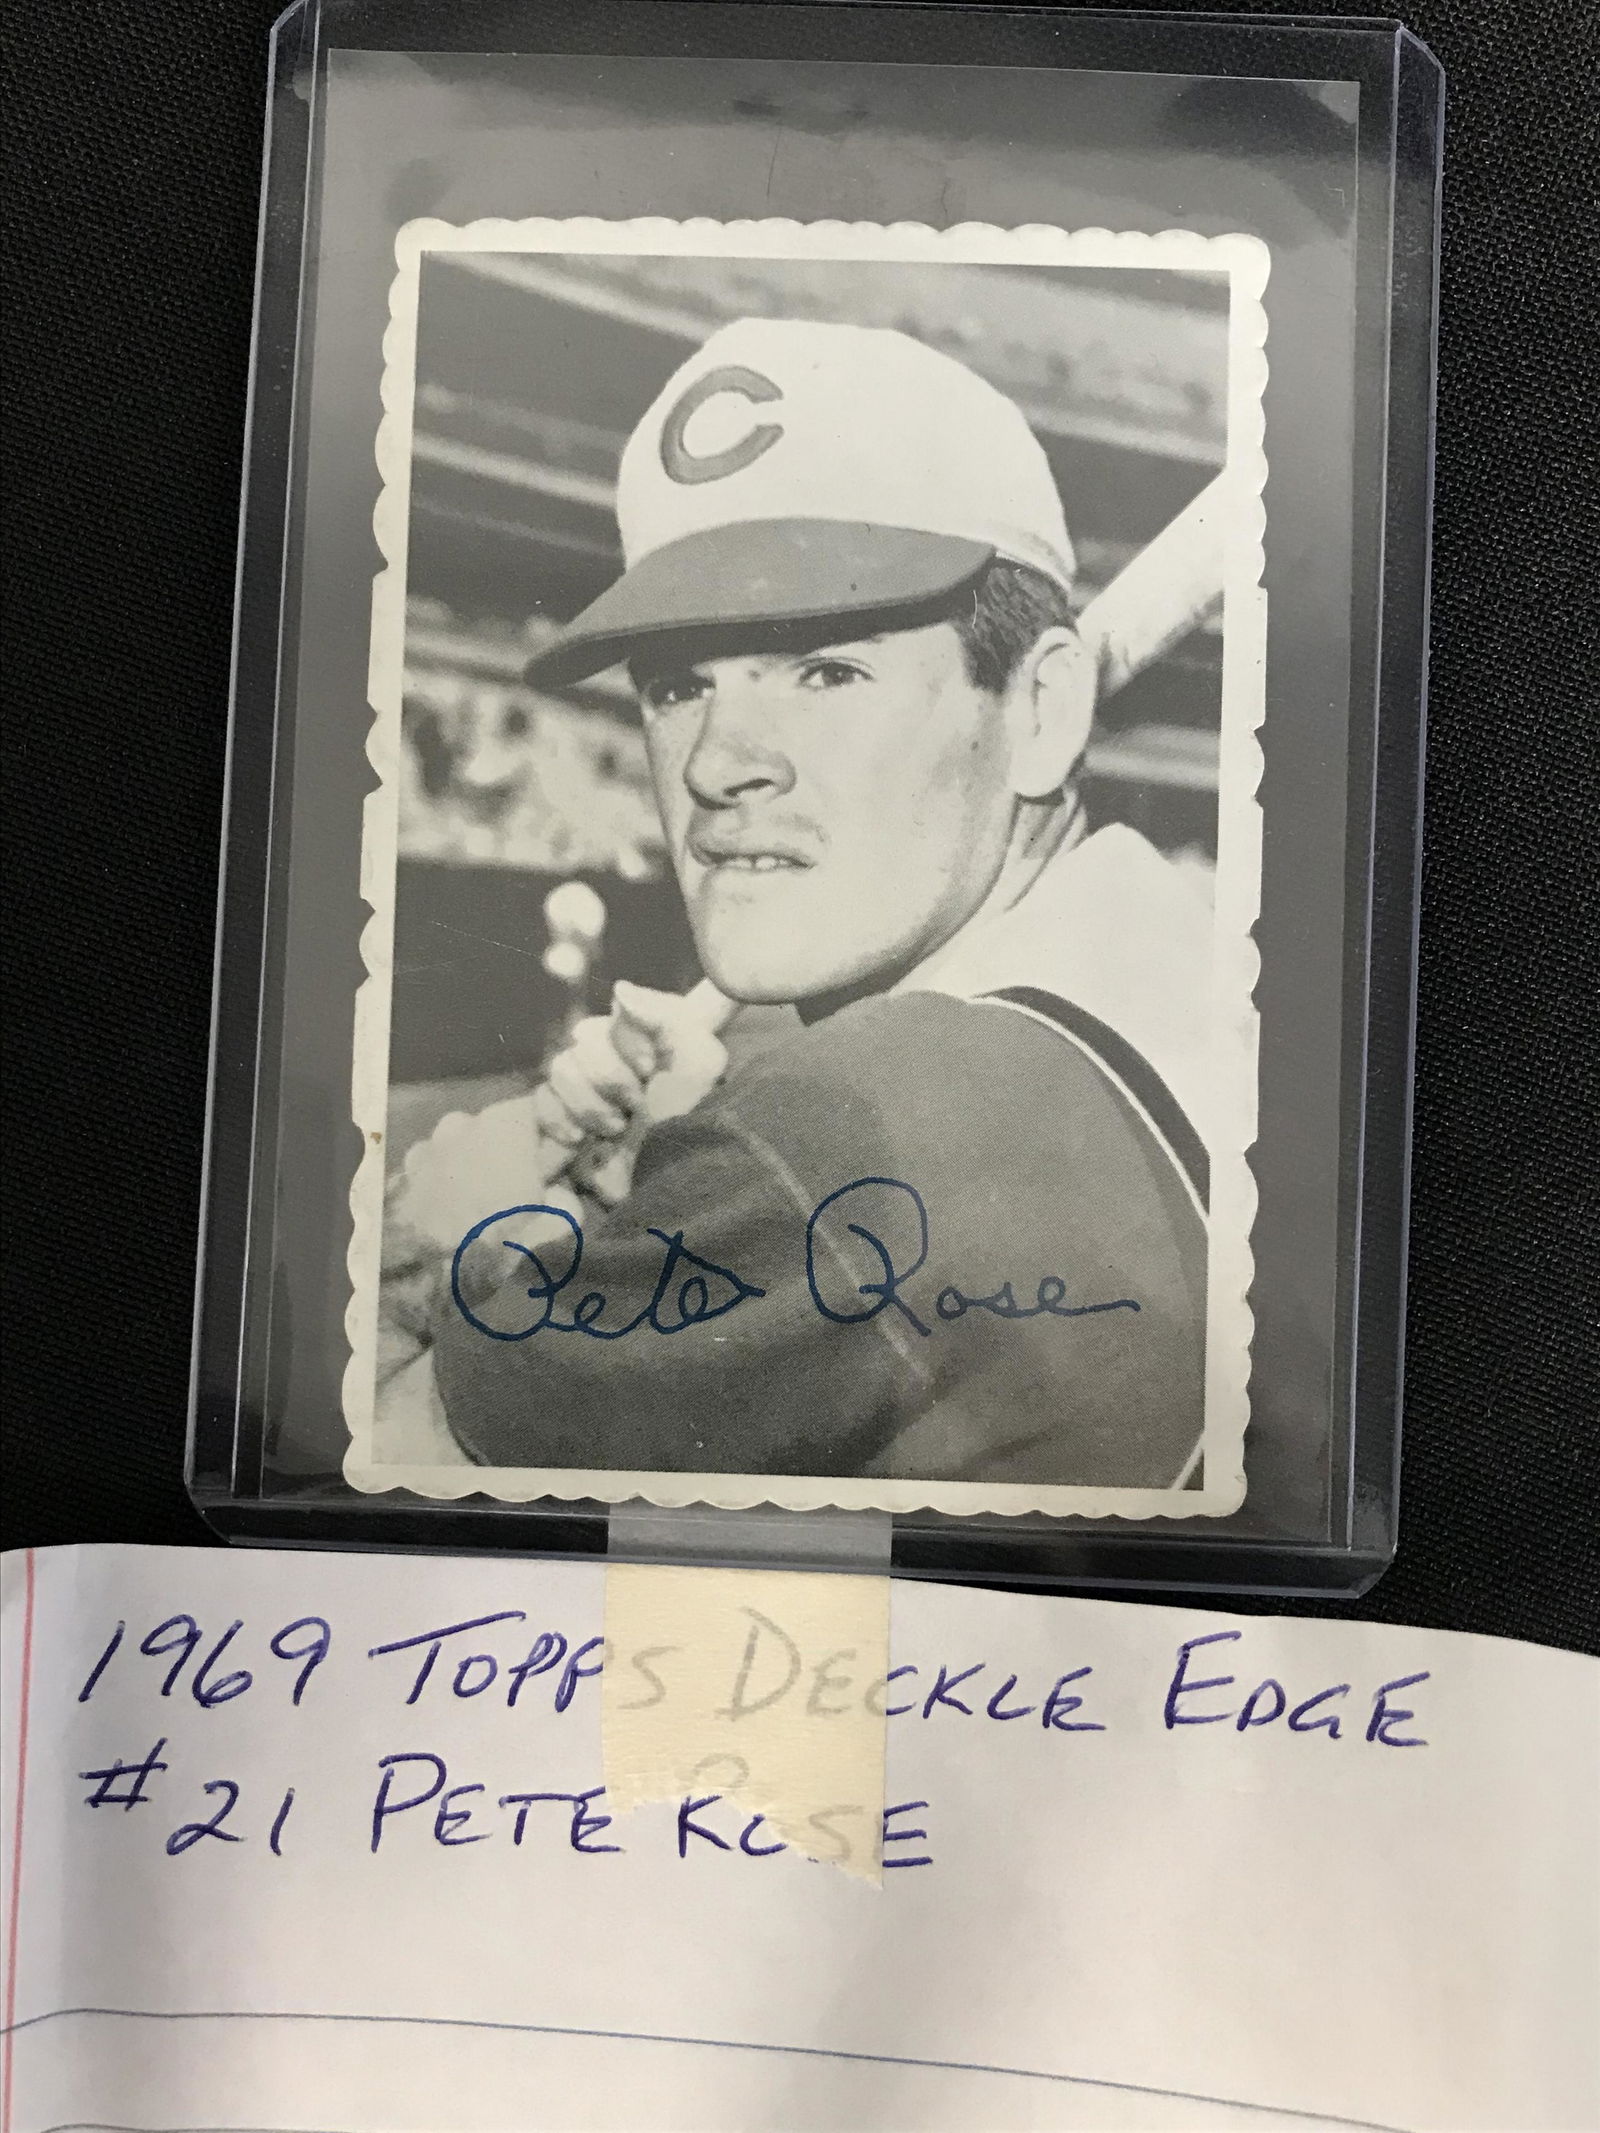 C
Pete Rose
1969 TOPPS DECKLE EDGE
#21 PETE ROSE